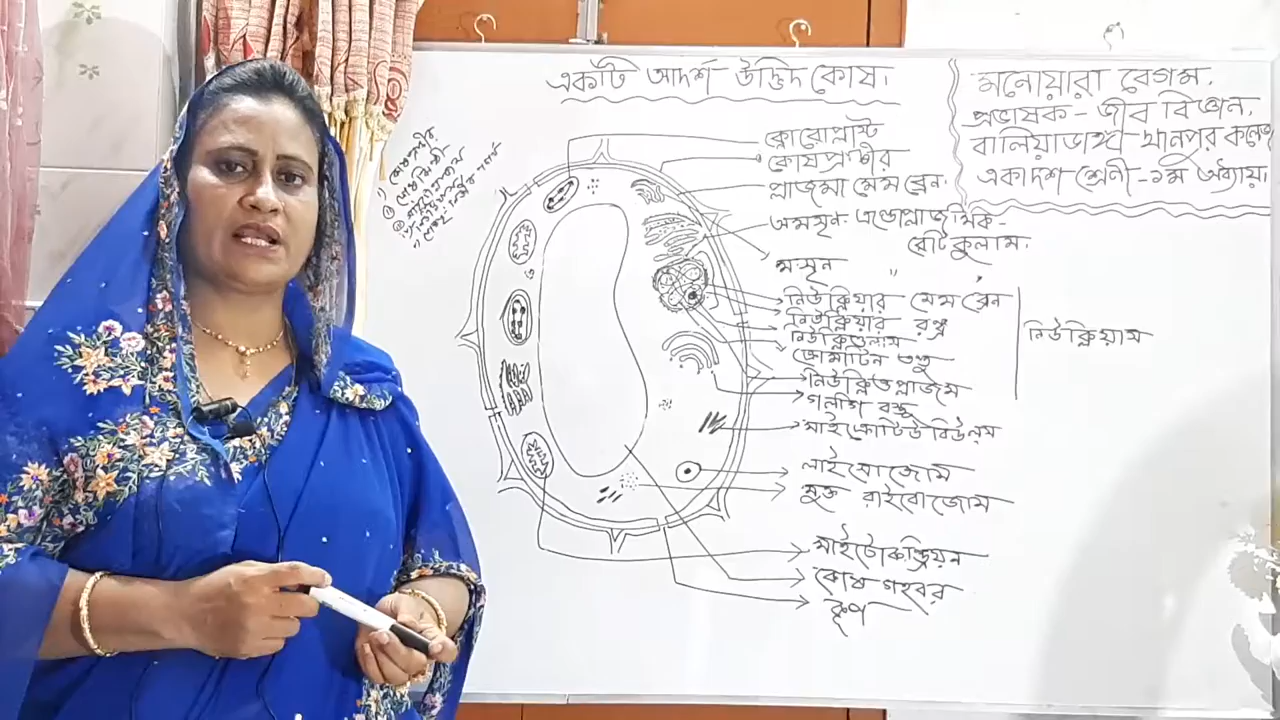 একটি আদর্শ উদ্ভিদ কোষ।
মনোয়ারা বেগম,
প্রভাষক - জীব বিজ্ঞান,
বালিয়াডাঙ্গা খানপুর কলেজ
একাদশ শ্রেণী - ১ম অধ্যায়।
ক্লোরোপ্লাস্ট
কোষপ্রাচীর
প্লাজমা মেমব্রেন।
অমসৃণ এন্ডোপ্লাজমিক-
রেটিকুলাম।
মসৃন "
নিউক্লিয়ার মেমব্রেন
নিউক্লিয়ার রন্ধ্র
নিউক্লিওলাস
ক্রোমাটিন তন্তু
নিউক্লিওপ্লাজম
নিউক্লিয়াস
গলগি বস্তু
মাইক্রোটিউবিউলস
লাইসোজোম
মুক্ত রাইবোজোম
মাইটোকন্ড্রিয়ন
কোষ গহবর
কূপ